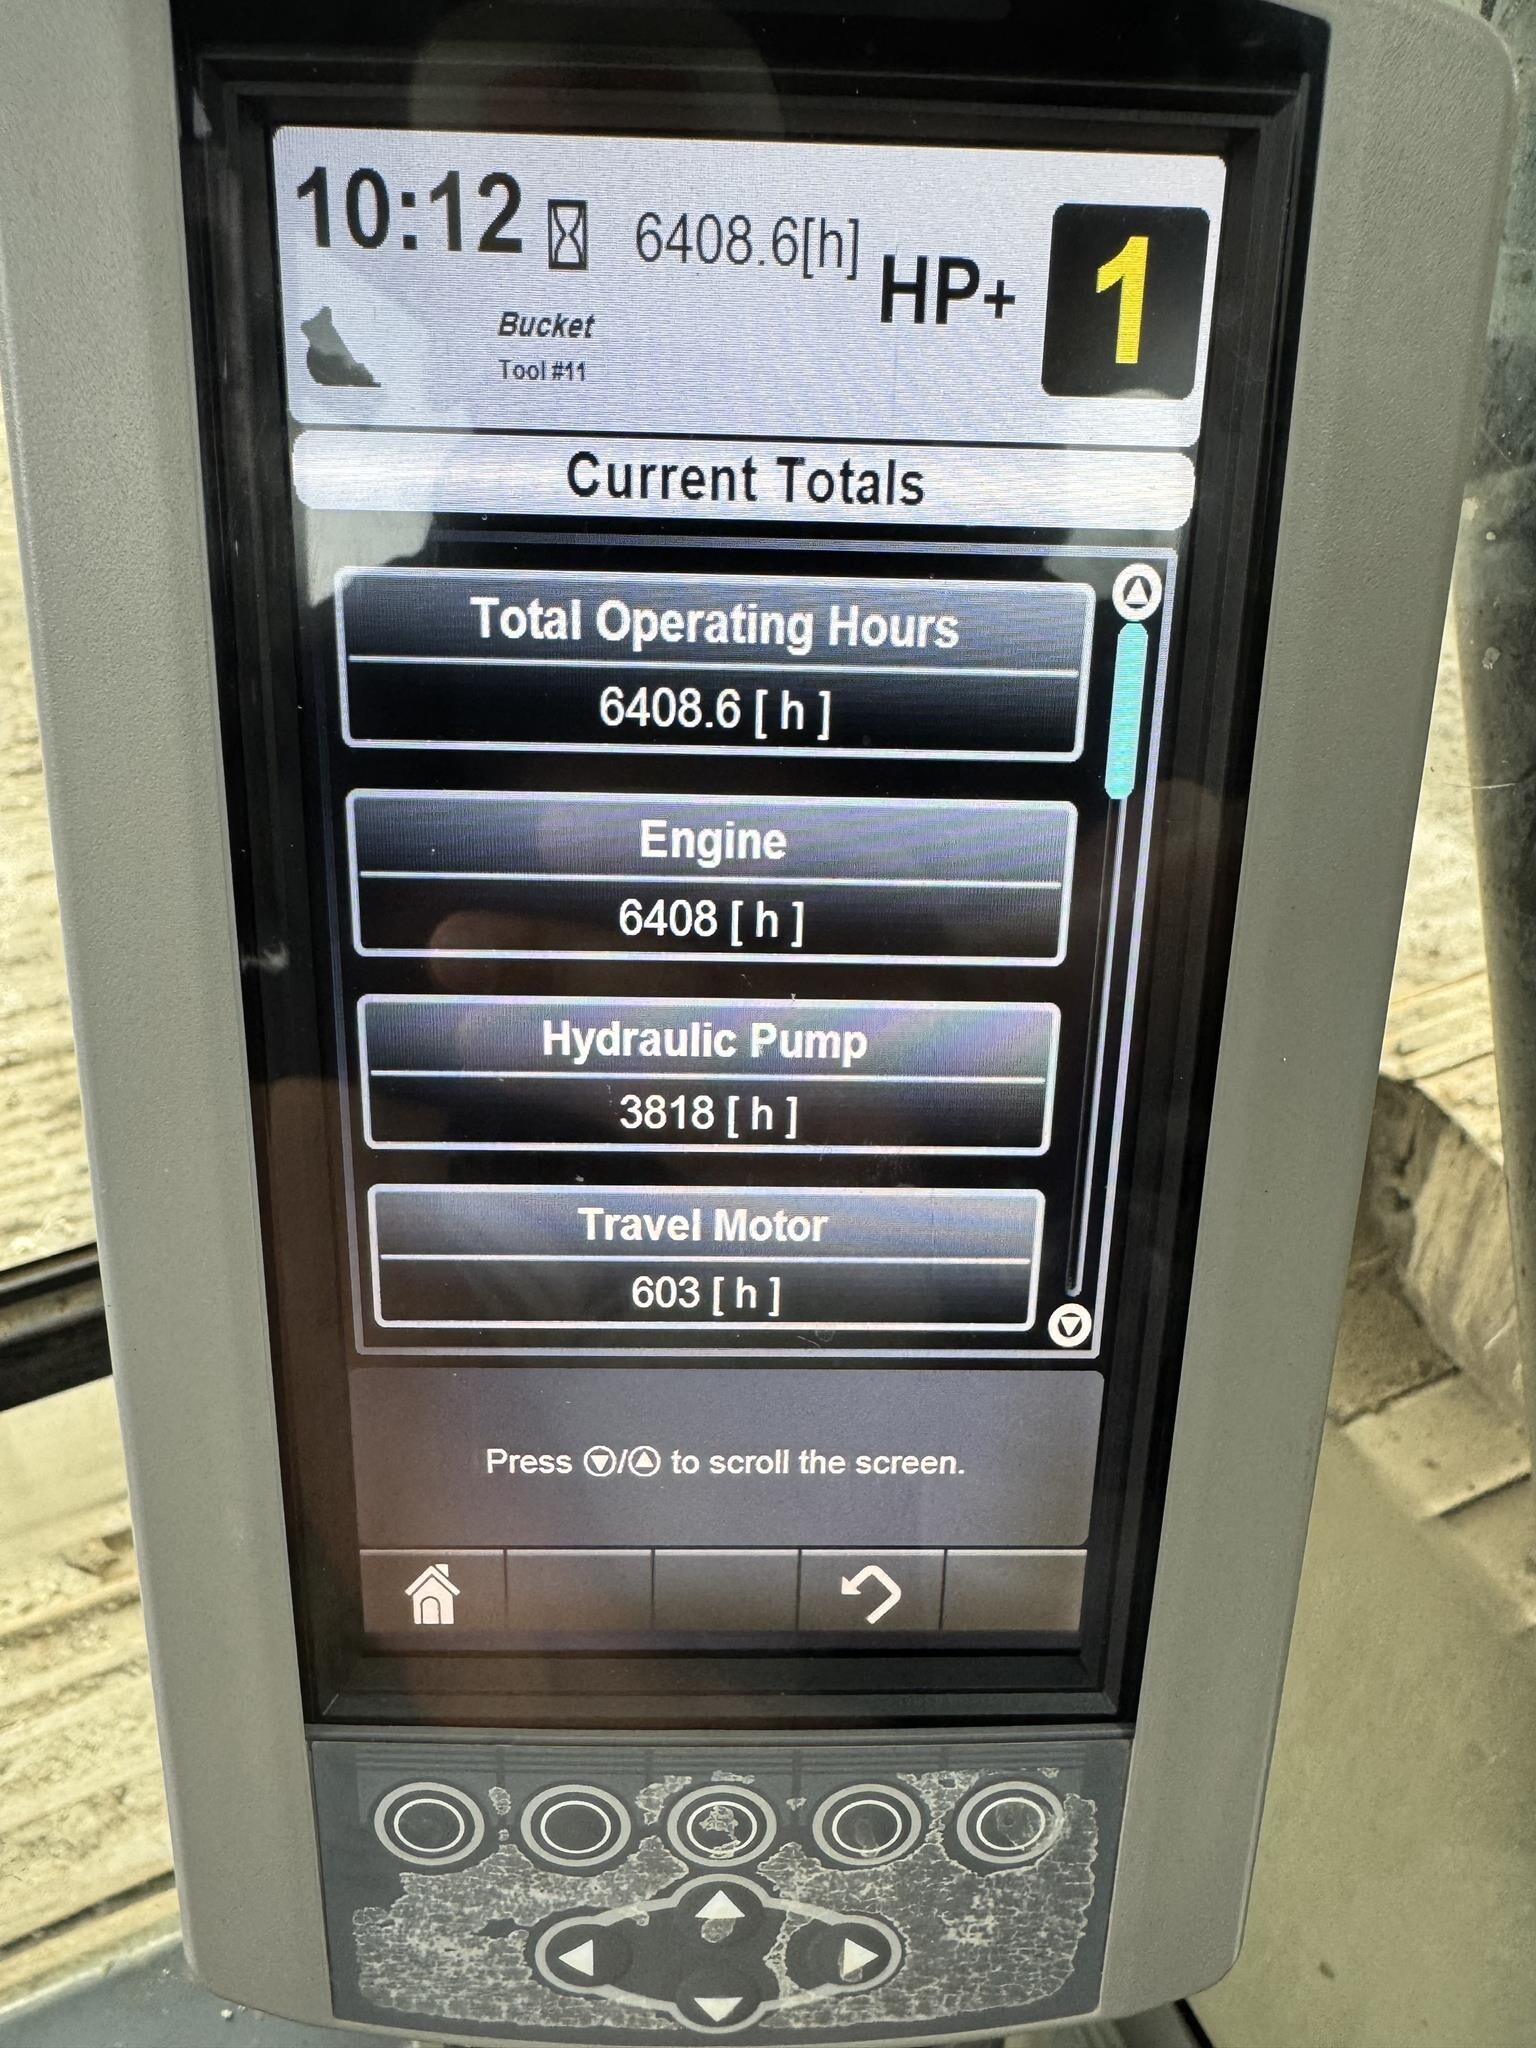 10:12 6408.6[h] HP+ 1
Bucket
Tool #11
Current Totals
Total Operating Hours
6408.6 [ h ]
Engine
6408 [ h ]
Hydraulic Pump
3818 [ h ]
Travel Motor
603 [ h ]
Press ▼/▲ to scroll the screen.